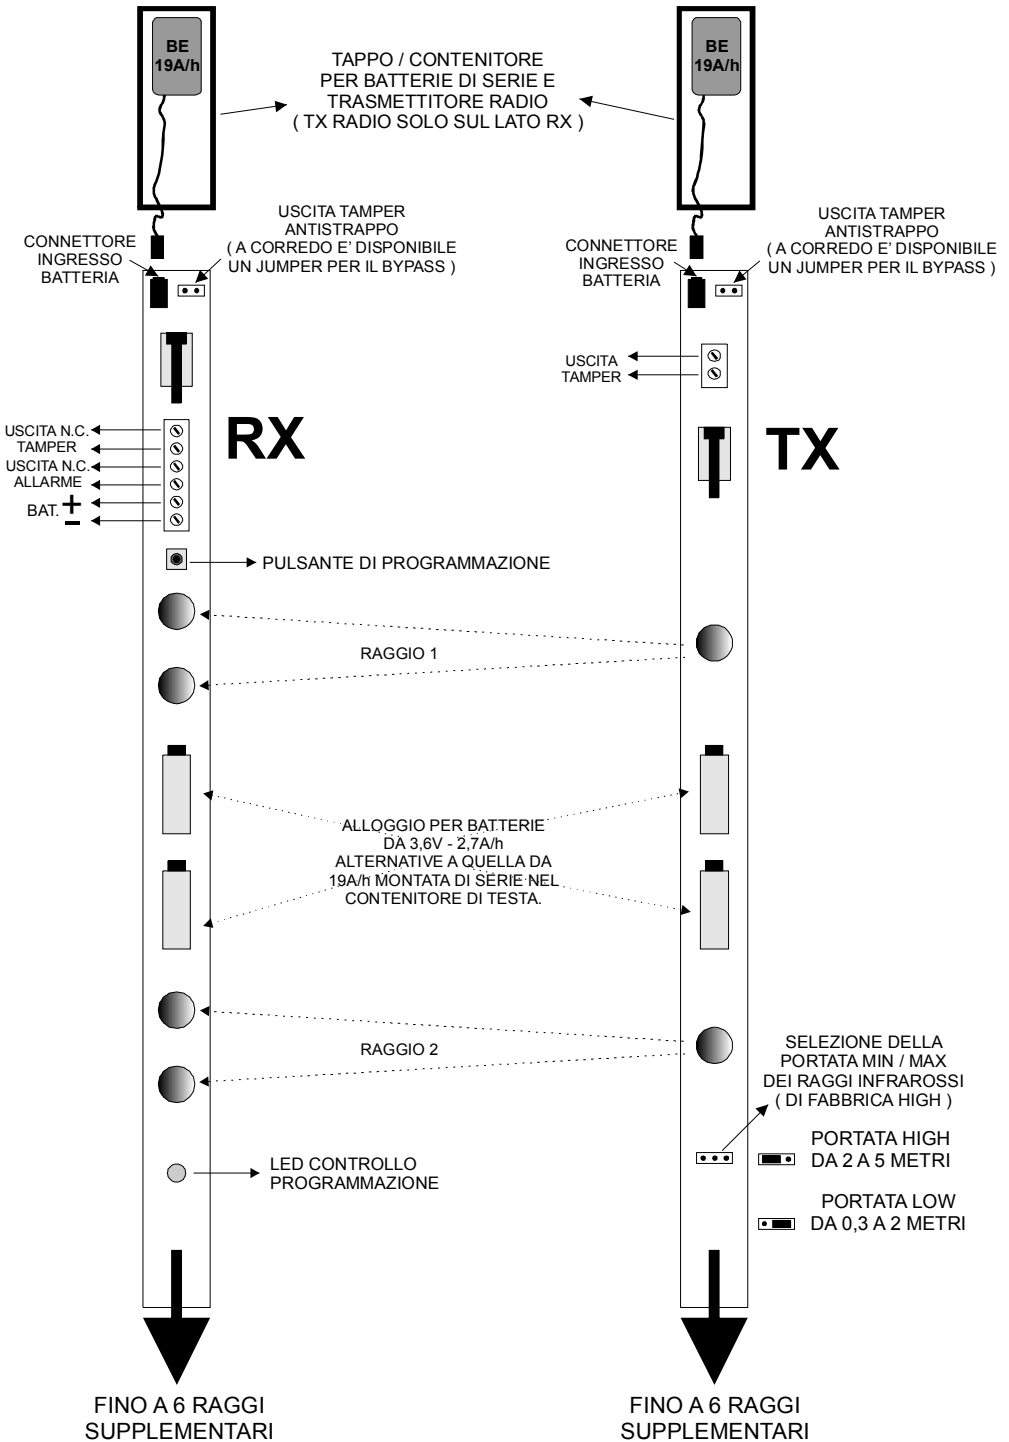 BE
19A/h
BE
19A/h
TAPPO / CONTENITORE
PER BATTERIE DI SERIE E
TRASMETTITORE RADIO
( TX RADIO SOLO SUL LATO RX )
USCITA TAMPER
ANTISTRAPPO
( A CORREDO E' DISPONIBILE
UN JUMPER PER IL BYPASS )
CONNETTORE
INGRESSO
BATTERIA
USCITA TAMPER
ANTISTRAPPO
( A CORREDO E' DISPONIBILE
UN JUMPER PER IL BYPASS )
CONNETTORE
INGRESSO
BATTERIA
USCITA
TAMPER
RX
TX
USCITA N.C.
TAMPER
USCITA N.C.
ALLARME
BAT. +
−
PULSANTE DI PROGRAMMAZIONE
RAGGIO 1
ALLOGGIO PER BATTERIE
DA 3,6V - 2,7A/h
ALTERNATIVE A QUELLA DA
19A/h MONTATA DI SERIE NEL
CONTENITORE DI TESTA.
RAGGIO 2
SELEZIONE DELLA
PORTATA MIN / MAX
DEI RAGGI INFRAROSSI
( DI FABBRICA HIGH )
PORTATA HIGH
DA 2 A 5 METRI
PORTATA LOW
DA 0,3 A 2 METRI
LED CONTROLLO
PROGRAMMAZIONE
FINO A 6 RAGGI
SUPPLEMENTARI
FINO A 6 RAGGI
SUPPLEMENTARI